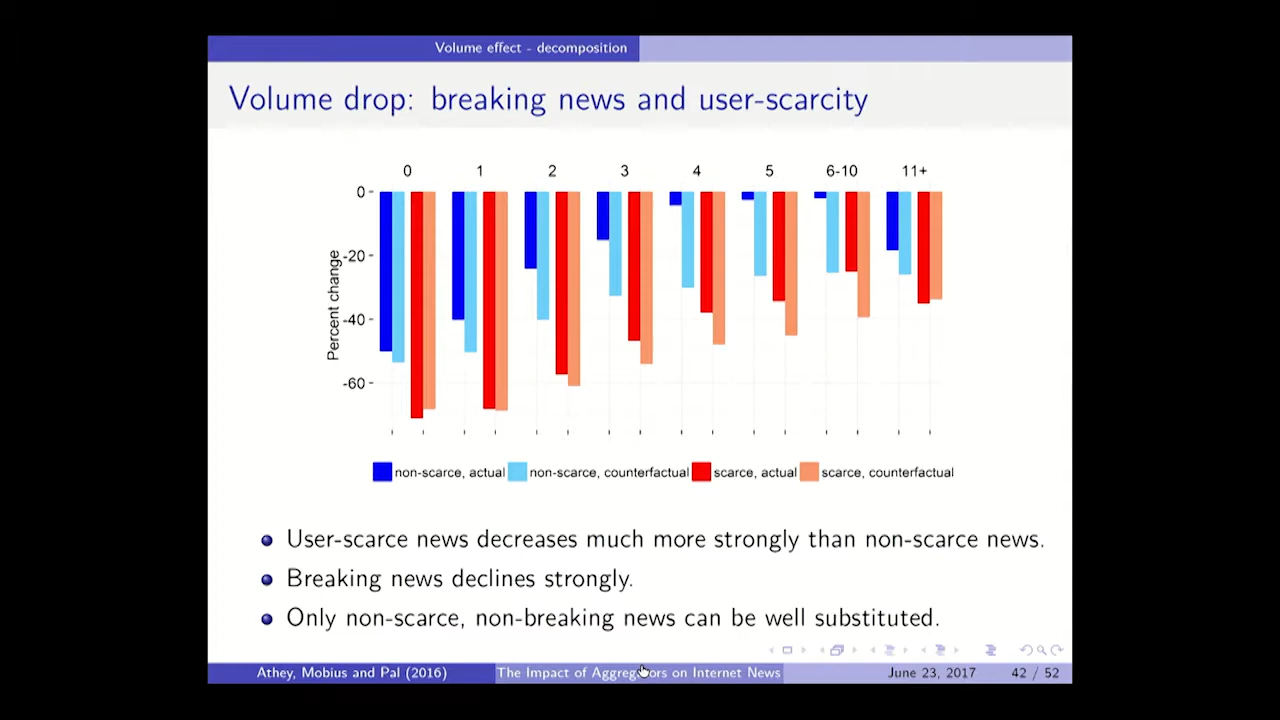 Volume effect - decomposition
Volume drop: breaking news and user-scarcity
0 1 2 3 4 5 6-10 11+
0
-20
-40
-60
Percent change
non-scarce, actual non-scarce, counterfactual scarce, actual scarce, counterfactual
User-scarce news decreases much more strongly than non-scarce news.
Breaking news declines strongly.
Only non-scarce, non-breaking news can be well substituted.
Athey, Mobius and Pal (2016) The Impact of Aggregators on Internet News June 23, 2017 42 / 52